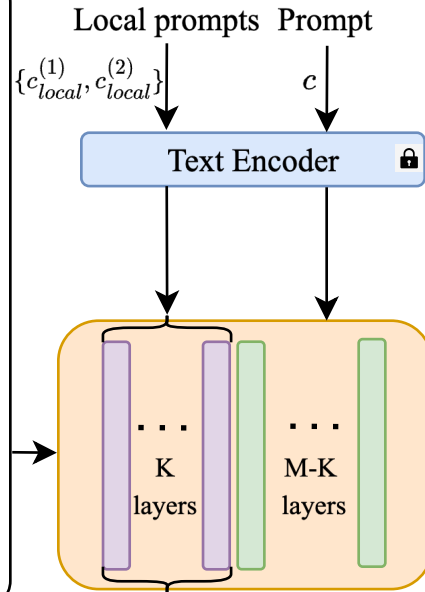 Local prompts Prompt
{c_{local}^{(1)}, c_{local}^{(2)}} c
Text Encoder
... ...
K M-K
layers layers